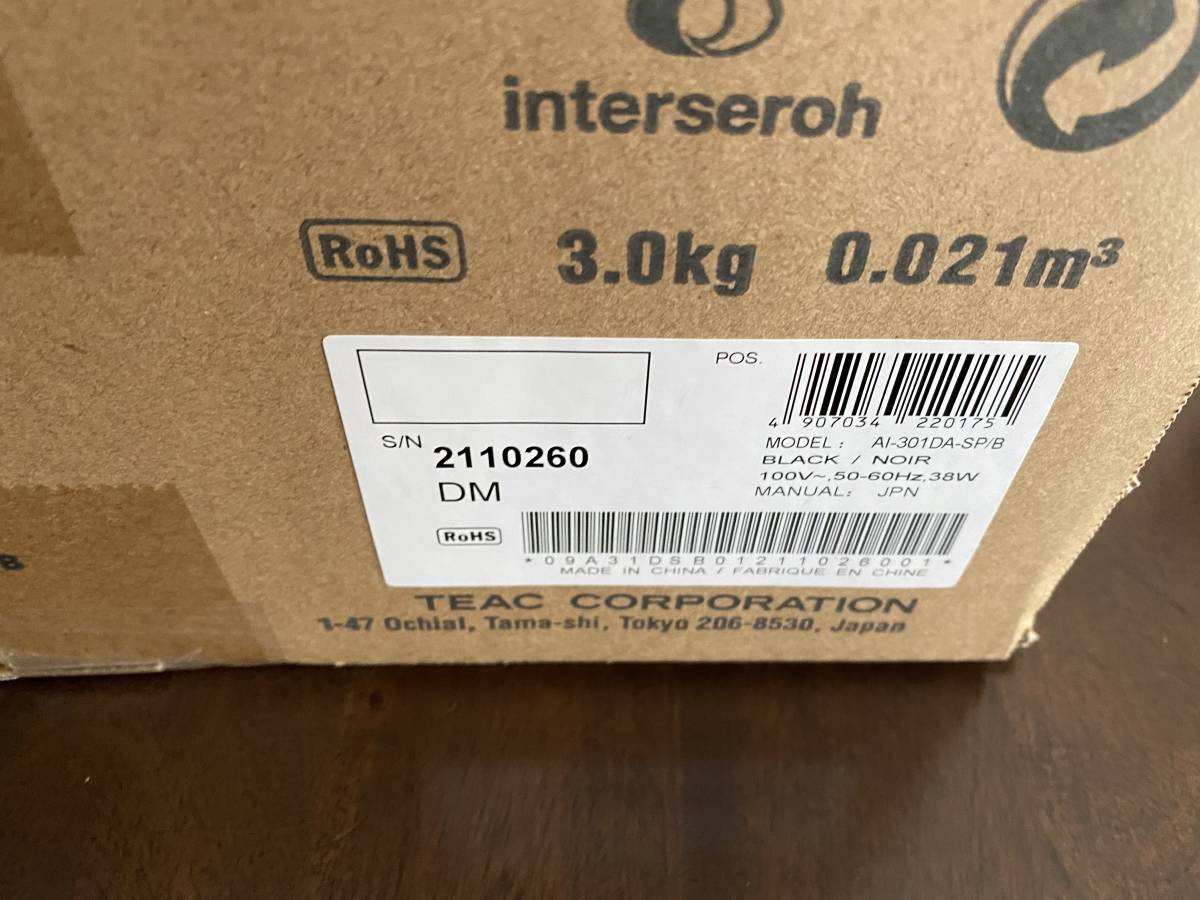 interseroh
RoHS 3.0kg 0.021m³
POS.
4 907034 220175
S/N 2110260
DM
MODEL : AI-301DA-SP/B
BLACK / NOIR
100V~,50-60Hz,38W
MANUAL: JPN
RoHS
*09A31DSB01211026001*
MADE IN CHINA / FABRIQUE EN CHINE
TEAC CORPORATION
1-47 Ochiai, Tama-shi, Tokyo 206-8530, Japan
B